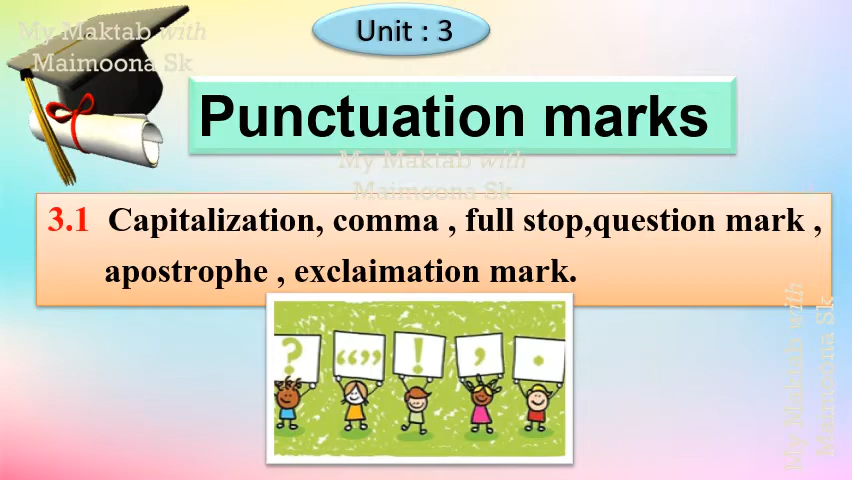 My Maktab with
Maimoona Sk
Unit : 3
Punctuation marks
My Maktab with
Maimoona Sk
3.1 Capitalization, comma , full stop,question mark ,
apostrophe , exclaimation mark.
? “” ! , .
My Maktab with
Maimoona Sk